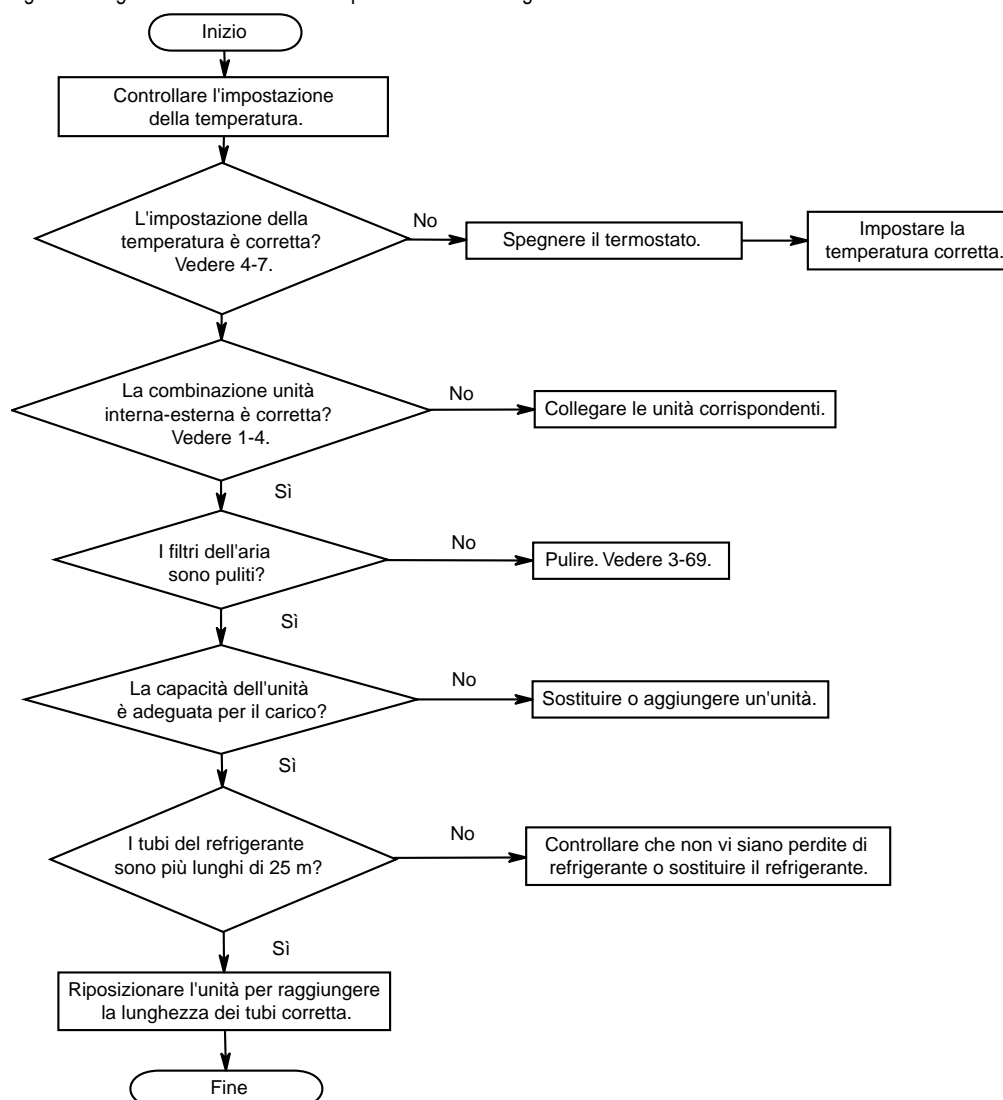 Inizio
Controllare l'impostazione
della temperatura.
L'impostazione della
temperatura è corretta?
Vedere 4-7.
No
Spegnere il termostato.
Impostare la
temperatura corretta.
La combinazione unità
interna-esterna è corretta?
Vedere 1-4.
No
Collegare le unità corrispondenti.
Sì
I filtri dell'aria
sono puliti?
No
Pulire. Vedere 3-69.
Sì
La capacità dell'unità
è adeguata per il carico?
No
Sostituire o aggiungere un'unità.
Sì
I tubi del refrigerante
sono più lunghi di 25 m?
No
Controllare che non vi siano perdite di
refrigerante o sostituire il refrigerante.
Sì
Riposizionare l'unità per raggiungere
la lunghezza dei tubi corretta.
Fine